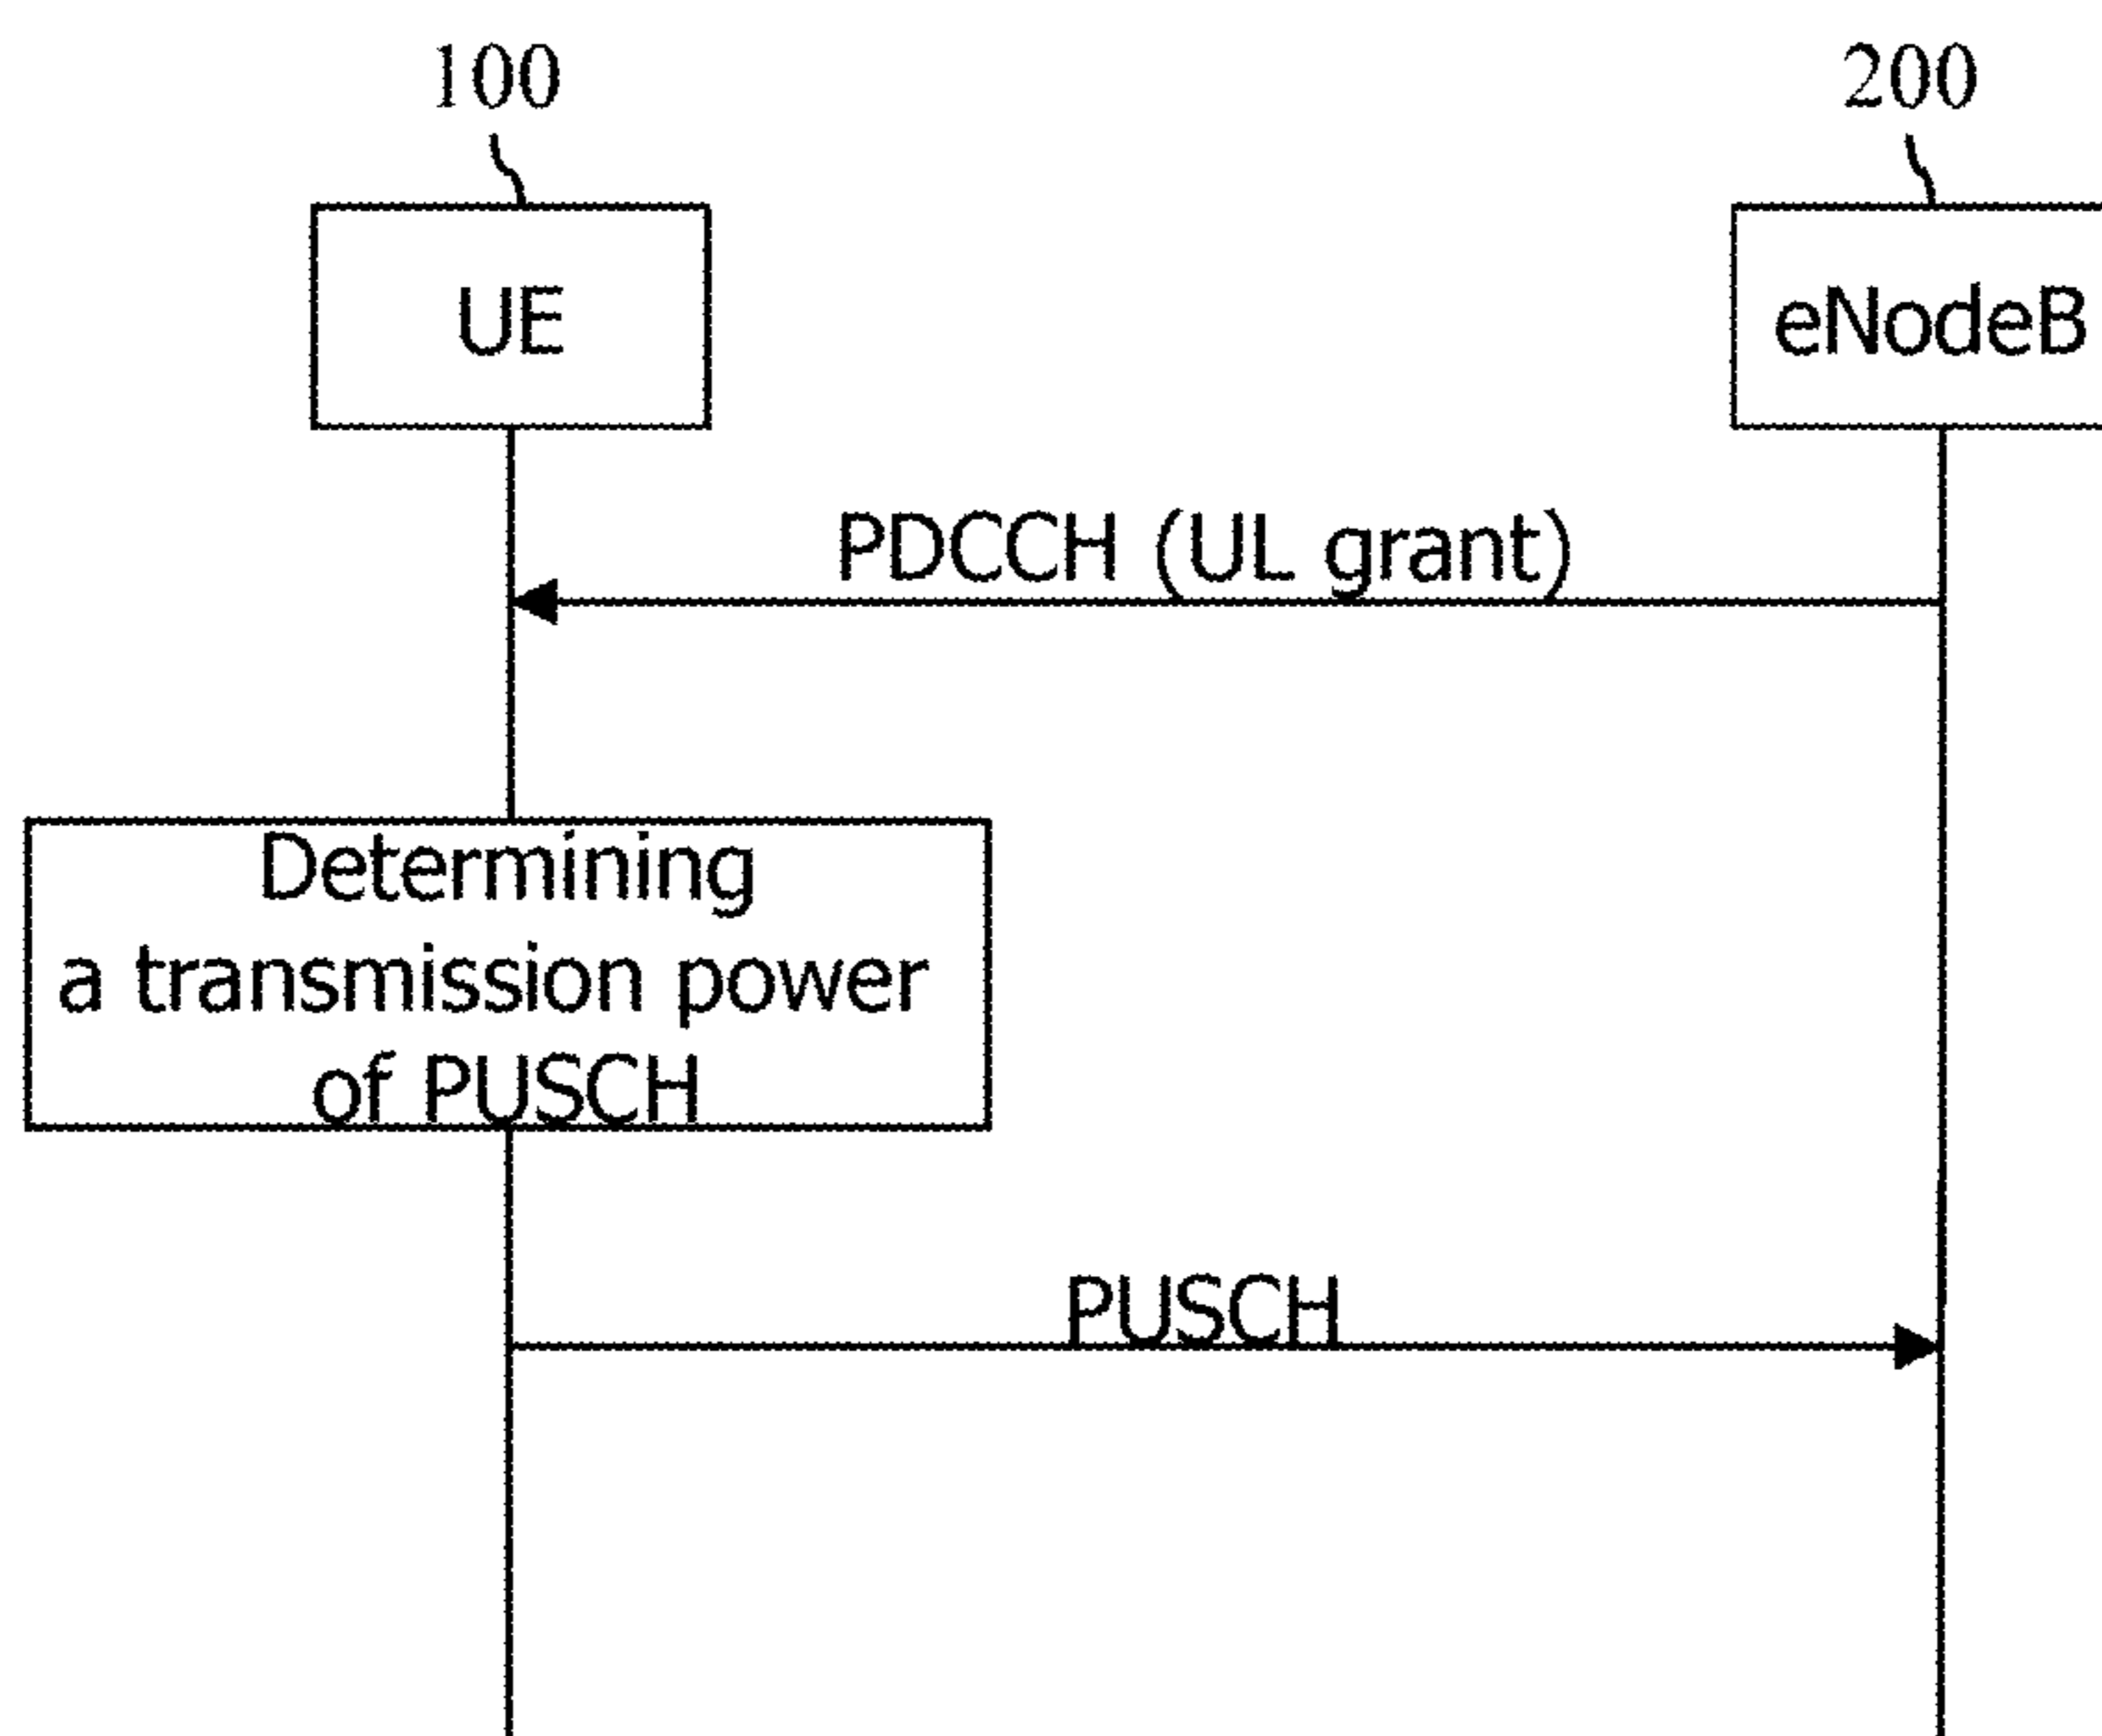 100
200
UE
eNodeB
PDCCH (UL grant)
Determining
a transmission power
of PUSCH
PUSCH